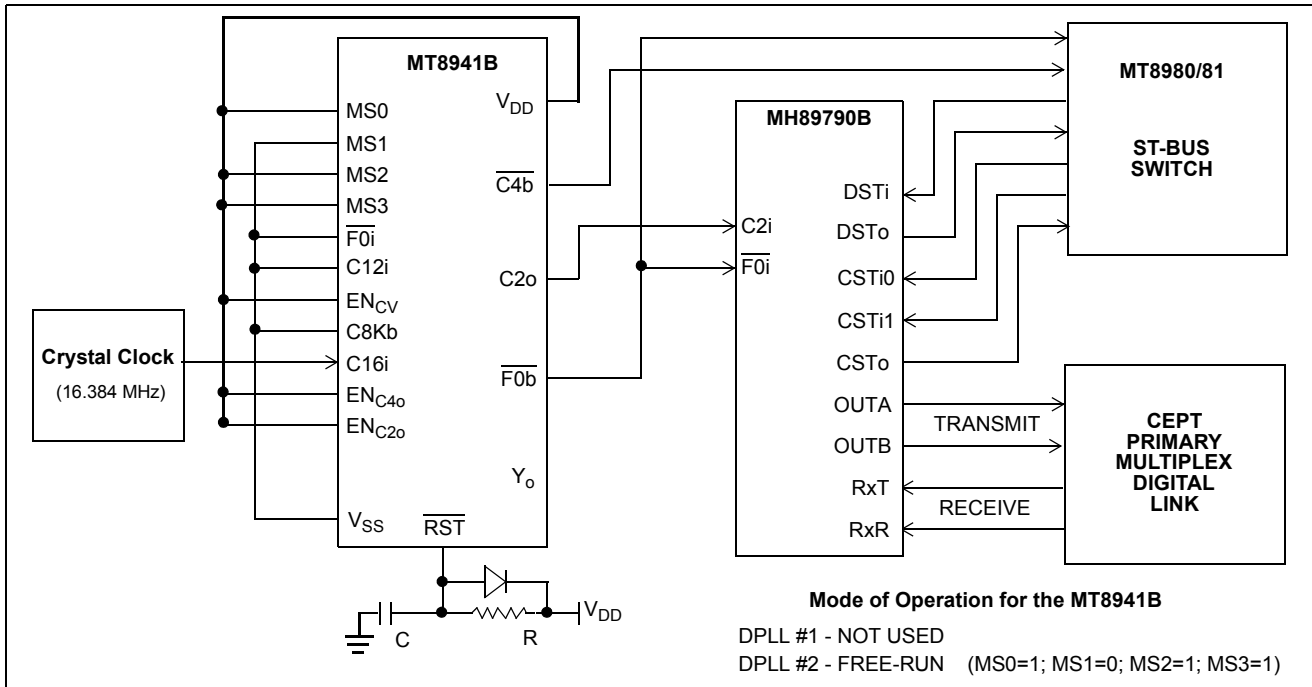 MT8941B
MS0
MS1
MS2
MS3
F0i
C12i
ENCV
C8Kb
C16i
ENC4o
ENC2o
VSS
VDD
C4b
C2o
F0b
Yo
RST
Crystal Clock
(16.384 MHz)
C
R
VDD
MH89790B
C2i
F0i
DSTi
DSTo
CSTi0
CSTi1
CSTo
OUTA
OUTB
RxT
RxR
TRANSMIT
RECEIVE
MT8980/81
ST-BUS
SWITCH
CEPT
PRIMARY
MULTIPLEX
DIGITAL
LINK
Mode of Operation for the MT8941B
DPLL #1 - NOT USED
DPLL #2 - FREE-RUN (MS0=1; MS1=0; MS2=1; MS3=1)